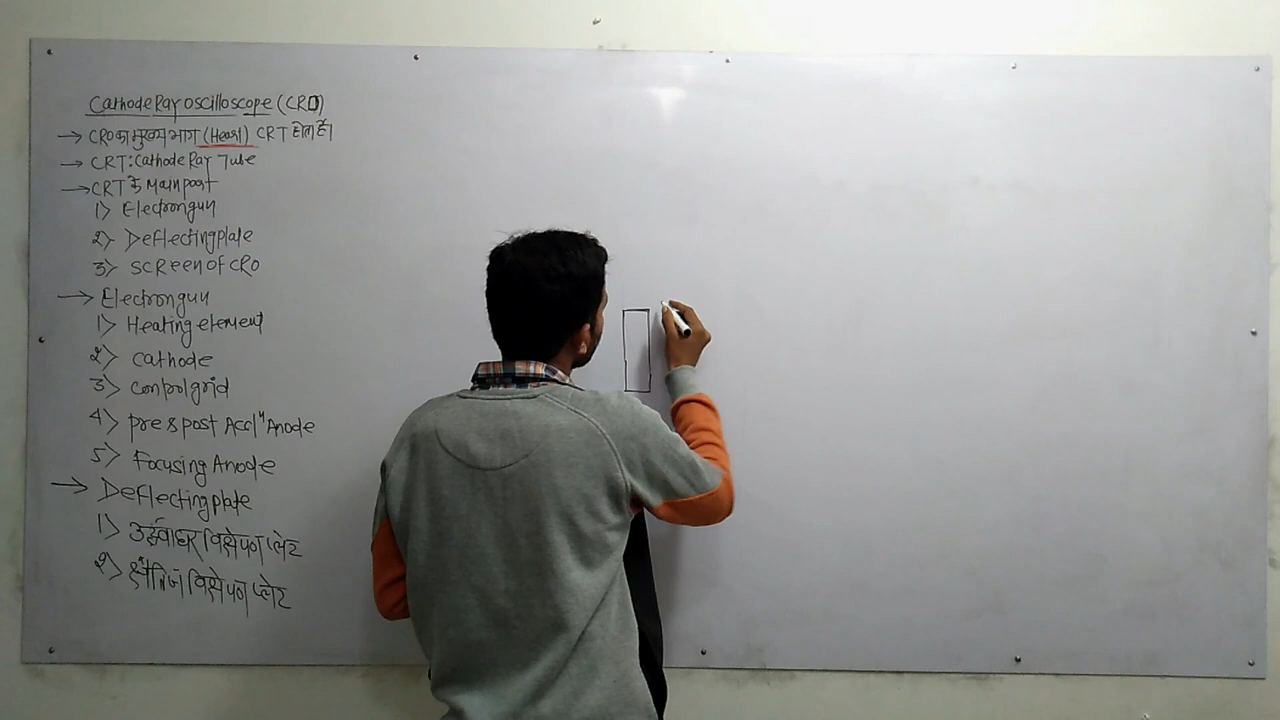 Cathode Ray oscilloscope (CRO)
→ CRO का मुख्य भाग (Heart) CRT होता है।
→ CRT: Cathode Ray Tube
→ CRT के Main part
1> Electron gun
2> Deflecting plate
3> screen of CRO
→ Electron gun
1> Heating element
2> cathode
3> control grid
4> pre & post Accl" Anode
5> Focusing Anode
→ Deflecting plate
1> उर्ध्वाधर विक्षेपण प्लेट
2> क्षैतिज विक्षेपण प्लेट